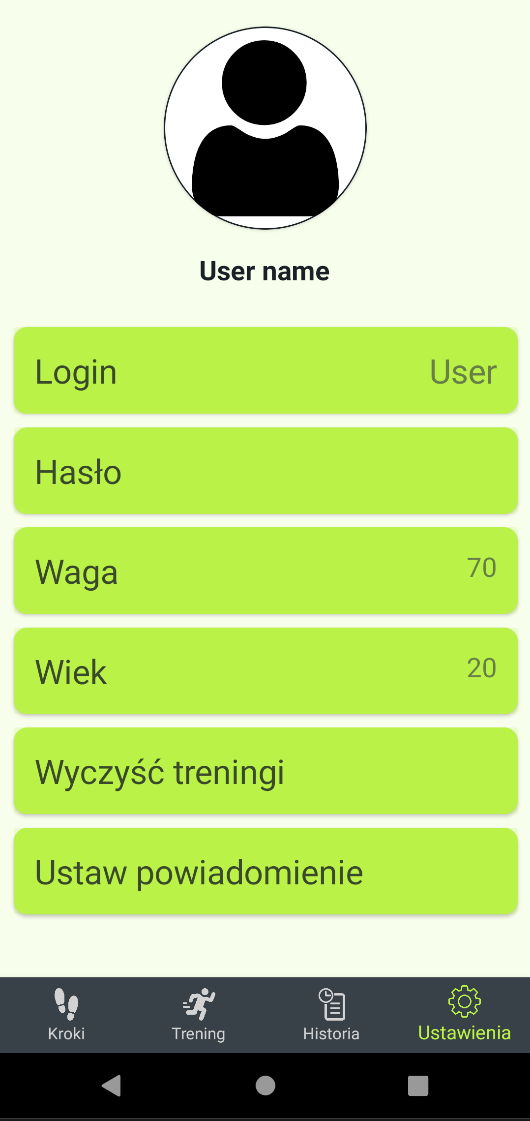 User name
Login User
Hasło
Waga 70
Wiek 20
Wyczyść treningi
Ustaw powiadomienie
Kroki Trening Historia Ustawienia